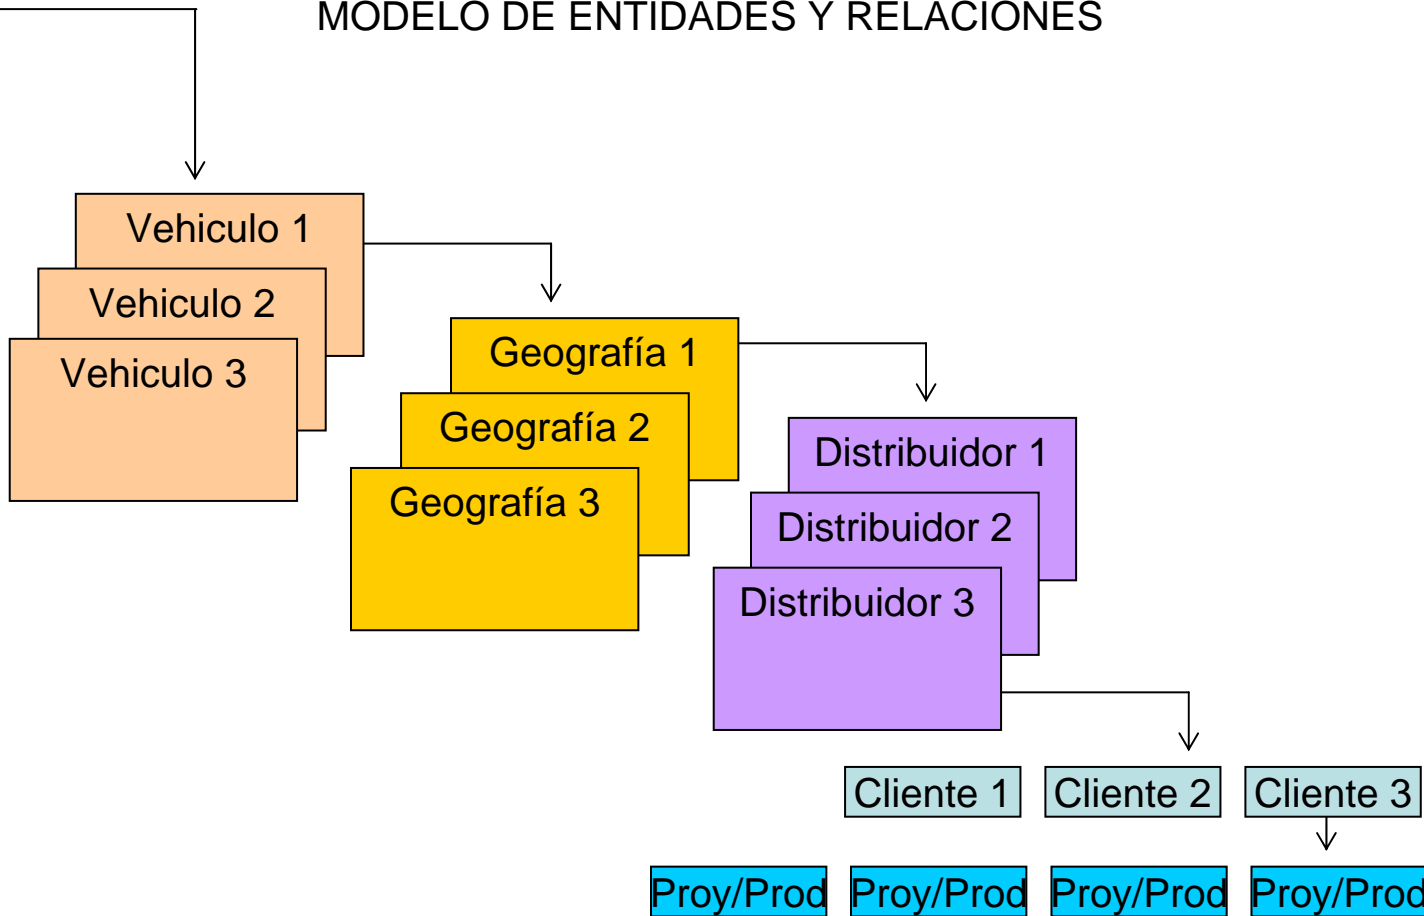 MODELO DE ENTIDADES Y RELACIONES
Vehiculo 1
Vehiculo 2
Vehiculo 3
Geografía 1
Geografía 2
Geografía 3
Distribuidor 1
Distribuidor 2
Distribuidor 3
Cliente 1 Cliente 2 Cliente 3
Proy/Prod Proy/Prod Proy/Prod Proy/Prod